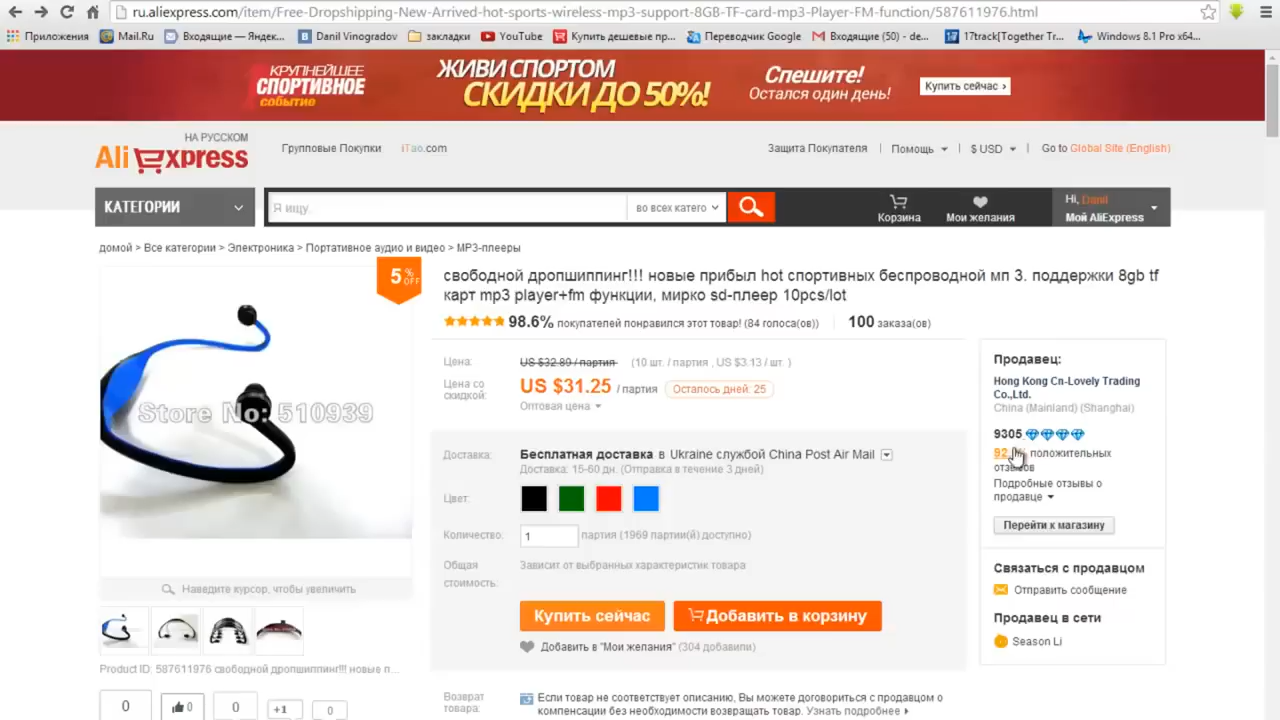 ru.aliexpress.com/item/Free-Dropshipping-New-Arrived-hot-sports-wireless-mp3-support-8GB-TF-card-mp3-Player-FM-function/587611976.html
Приложения Mail.Ru Входящие — Яндек... Danil Vinogradov закладки YouTube Купить дешевые пр... Переводчик Google Входящие (50) - de... 17track[Together Tr... Windows 8.1 Pro x64...
КРУПНЕЙШЕЕ СПОРТИВНОЕ событие
ЖИВИ СПОРТОМ
СКИДКИ ДО 50%!
Спешите!
Остался один день!
Купить сейчас ›
НА РУССКОМ
AliExpress
Групповые Покупки iTao.com
Защита Покупателя | Помощь | $ USD | Go to Global Site (English)
КАТЕГОРИИ
Я ищу...
во всех катего
Корзина
Мои желания
Hi, Danil
Мой AliExpress
домой > Все категории > Электроника > Портативное аудио и видео > MP3-плееры
5 % OFF
свободной дропшиппинг!!! новые прибыл hot спортивных беспроводной мп 3. поддержки 8gb tf
карт mp3 player+fm функции, мирко sd-плеер 10pcs/lot
98.6% покупателей понравился этот товар! (84 голоса(ов)) 100 заказа(ов)
Цена: US $32.89 / партия (10 шт. / партия , US $3.13 / шт. )
Цена со
скидкой: US $31.25 / партия Осталось дней: 25
Оптовая цена
Доставка: Бесплатная доставка в Ukraine службой China Post Air Mail
Доставка: 15-60 дн. (Отправка в течение 3 дней)
Цвет:
Количество: 1 партия (1969 партии(й) доступно)
Общая
стоимость: Зависит от выбранных характеристик товара
Купить сейчас
Добавить в корзину
Добавить в "Мои желания" (304 добавили)
Возврат
товара: Если товар не соответствует описанию, Вы можете договориться с продавцом о
компенсации без необходимости возвращать товар. Узнать подробнее
Продавец:
Hong Kong Cn-Lovely Trading
Co.,Ltd.
China (Mainland) (Shanghai)
9305
92. положительных
отзывов
Подробные отзывы о
продавце
Перейти к магазину
Связаться с продавцом
Отправить сообщение
Продавец в сети
Season Li
Store No: 510939
Наведите курсор, чтобы увеличить
Product ID: 587611976 свободной дропшиппинг!!! новые п...
0 0 0 +1 0